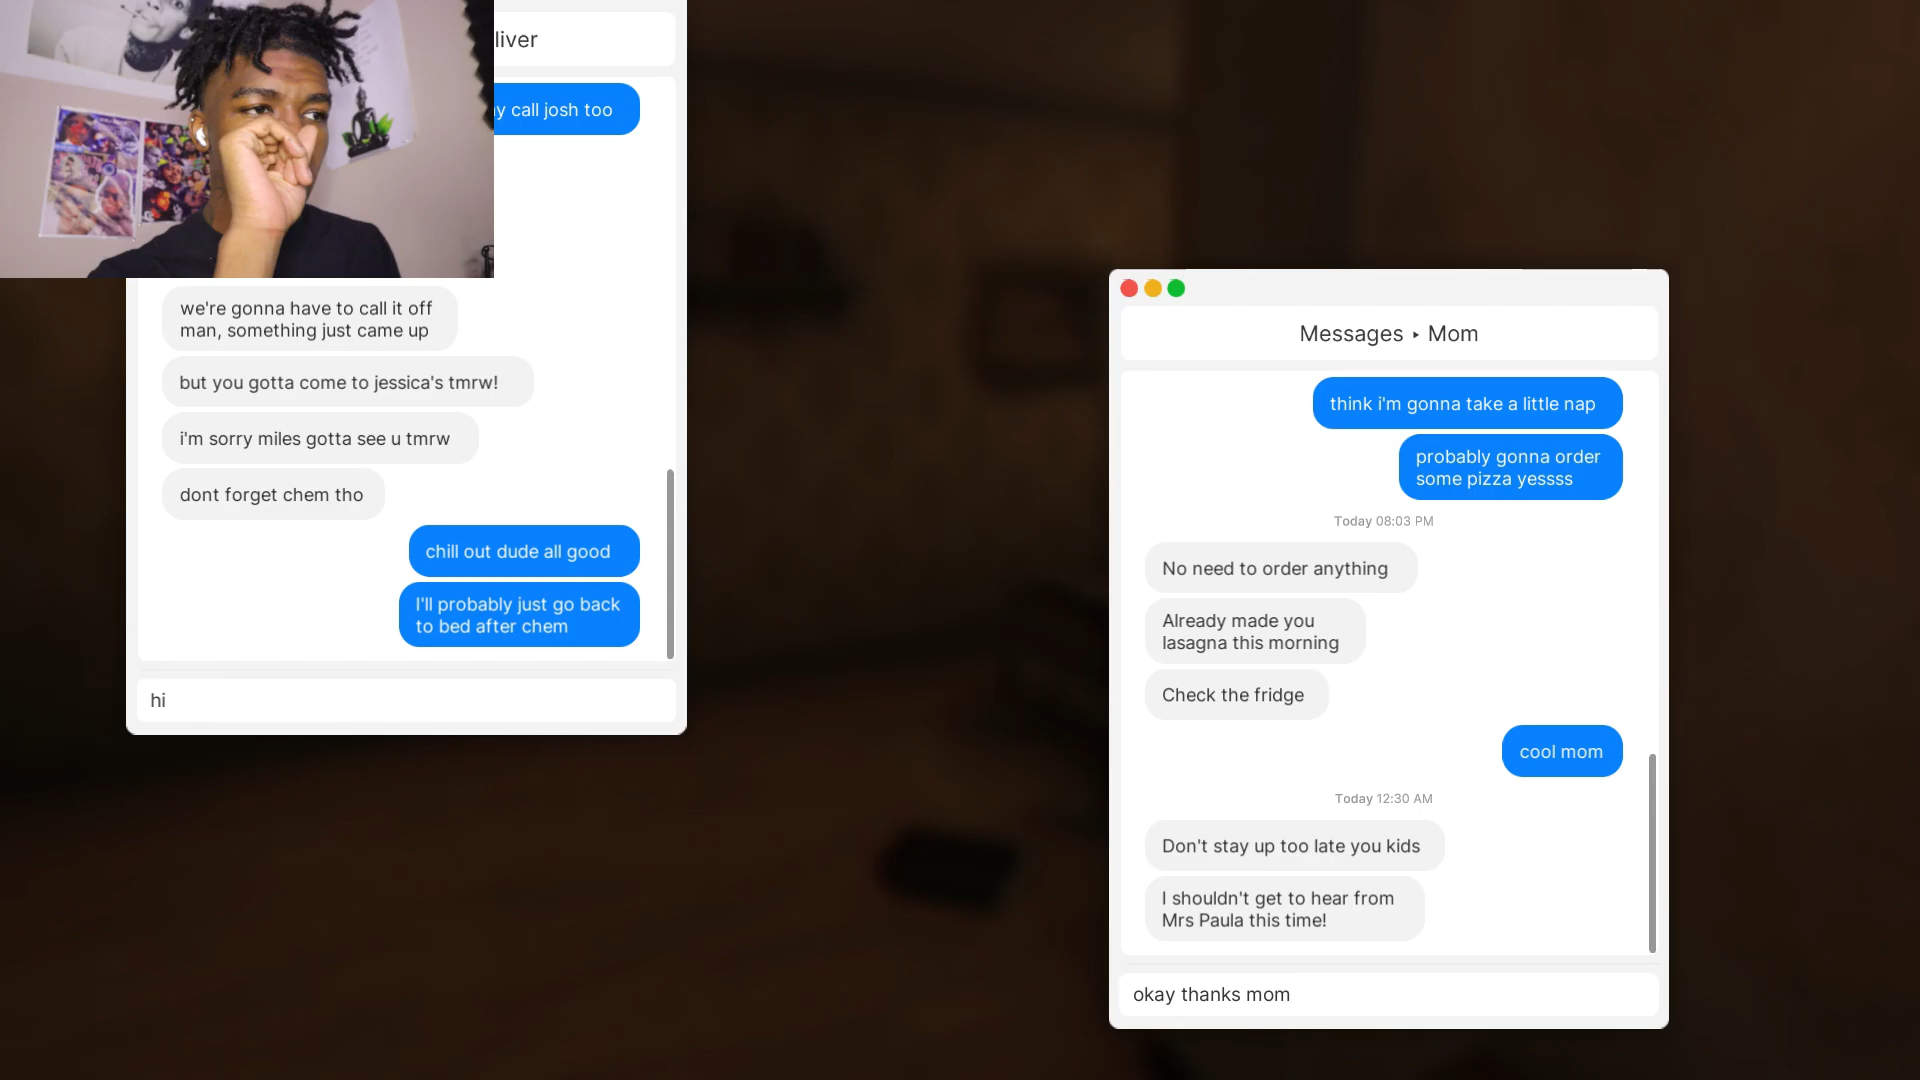 liver
call josh too
we're gonna have to call it off
man, something just came up
but you gotta come to jessica's tmrw!
i'm sorry miles gotta see u tmrw
dont forget chem tho
chill out dude all good
I'll probably just go back
to bed after chem
hi
Messages ‣ Mom
think i'm gonna take a little nap
probably gonna order
some pizza yessss
Today 08:03 PM
No need to order anything
Already made you
lasagna this morning
Check the fridge
cool mom
Today 12:30 AM
Don't stay up too late you kids
I shouldn't get to hear from
Mrs Paula this time!
okay thanks mom